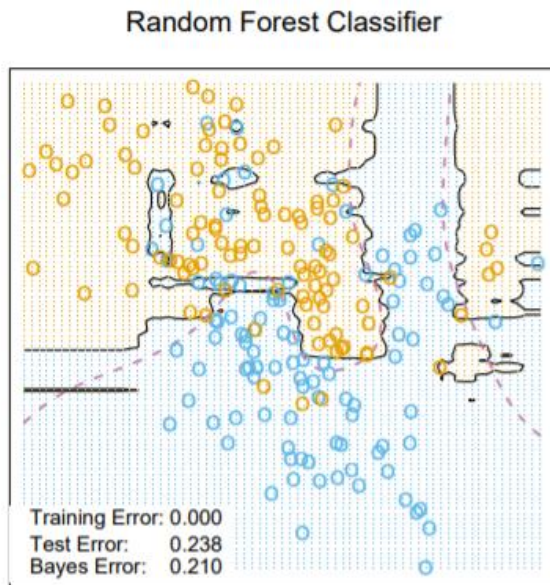 Random Forest Classifier
Training Error: 0.000
Test Error: 0.238
Bayes Error: 0.210